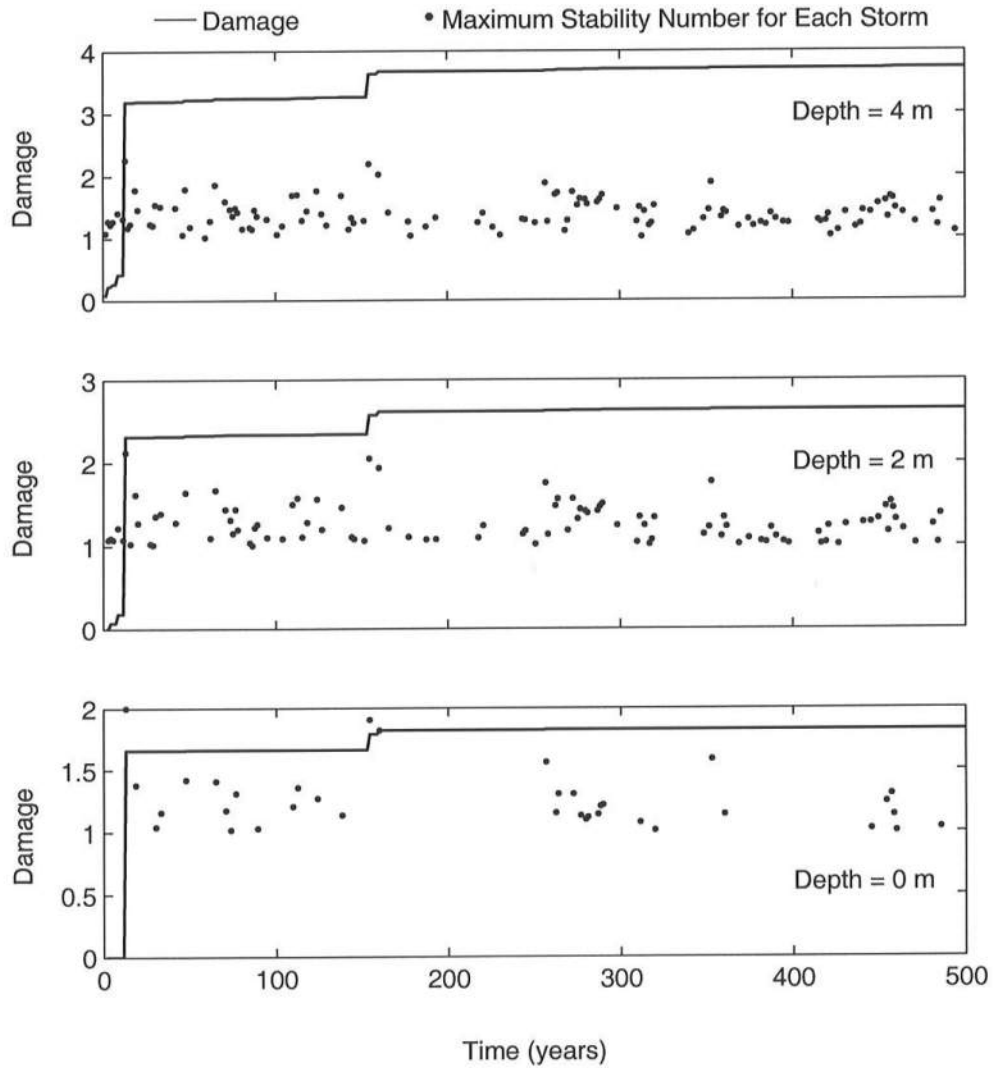 Damage
Maximum Stability Number for Each Storm
4
3
2
1
0
Damage
Depth = 4 m
3
2
1
0
Damage
Depth = 2 m
2
1.5
1
0.5
0
Damage
Depth = 0 m
0
100
200
300
400
500
Time (years)